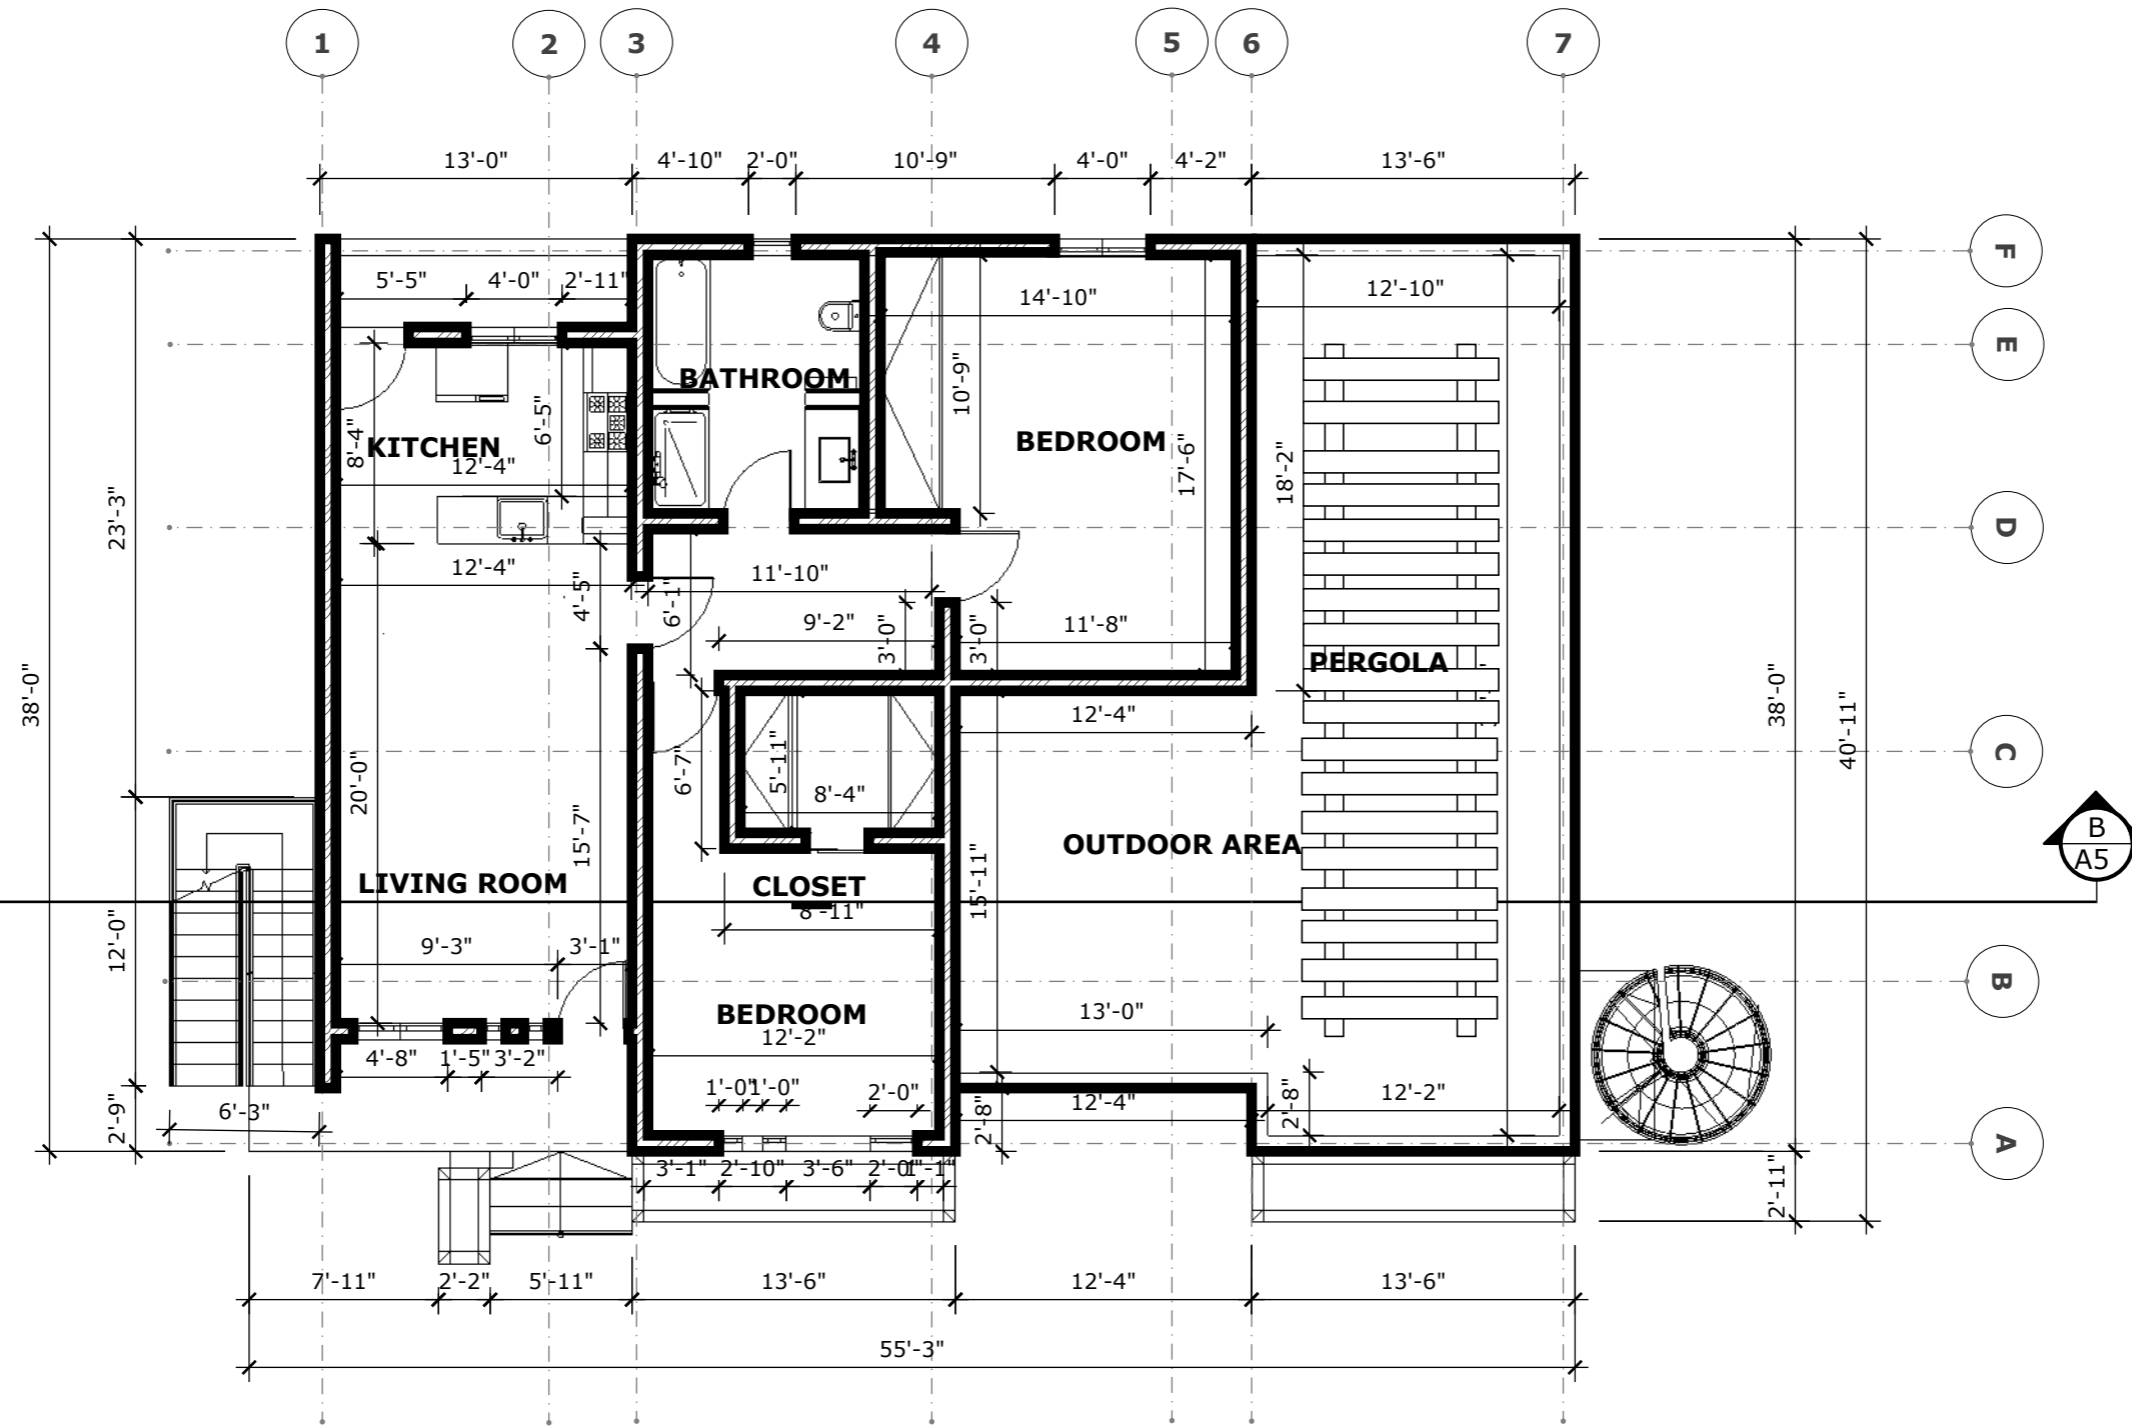 1 2 3 4 5 6 7
13'-0" 4'-10" 2'-0" 10'-9" 4'-0" 4'-2" 13'-6"
F
5'-5" 4'-0" 2'-11" 14'-10" 12'-10"
E
BATHROOM
10'-9"
8'-4" 6'-5"
KITCHEN
BEDROOM
12'-4"
17'-6" 18'-2"
23'-3"
D
12'-4" 11'-10"
4'-5" 6'-1"
9'-2" 3'-0" 3'-0" 11'-8"
PERGOLA
38'-0" 38'-0" 40'-11"
12'-4"
C
20'-0" 6'-7" 5'-11" 8'-4"
15'-7"
OUTDOOR AREA
B
A5
LIVING ROOM
CLOSET
15'-11"
8'-11"
12'-0"
9'-3" 3'-1"
B
BEDROOM
13'-0"
12'-2"
4'-8" 1'-5" 3'-2"
1'-0" 1'-0" 2'-0"
6'-3" 2'-9"
2'-8" 12'-4" 2'-8" 12'-2"
A
3'-1" 2'-10" 3'-6" 2'-0" 1'-1"
2'-11"
7'-11" 2'-2" 5'-11" 13'-6" 12'-4" 13'-6"
55'-3"